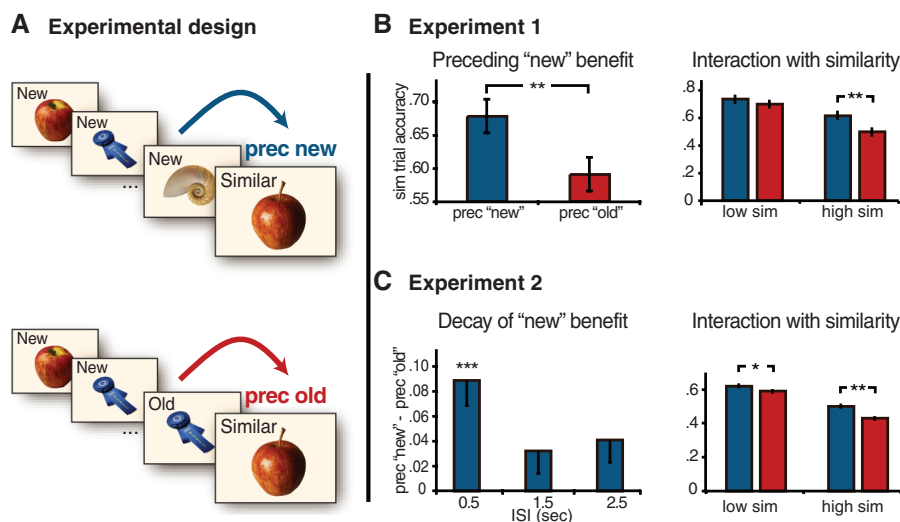 A Experimental design
New
New
...
New
Similar
prec new
New
New
...
Old
Similar
prec old
B Experiment 1
Preceding “new” benefit
sim trial accuracy
.70
.65
.60
.55
**
prec “new”
prec “old”
Interaction with similarity
.8
.6
.4
.2
0
**
low sim
high sim
C Experiment 2
Decay of “new” benefit
prec “new” - prec “old”
.10
.08
.06
.04
.02
0
***
0.5
1.5
2.5
ISI (sec)
Interaction with similarity
.6
.4
.2
0
*
**
low sim
high sim